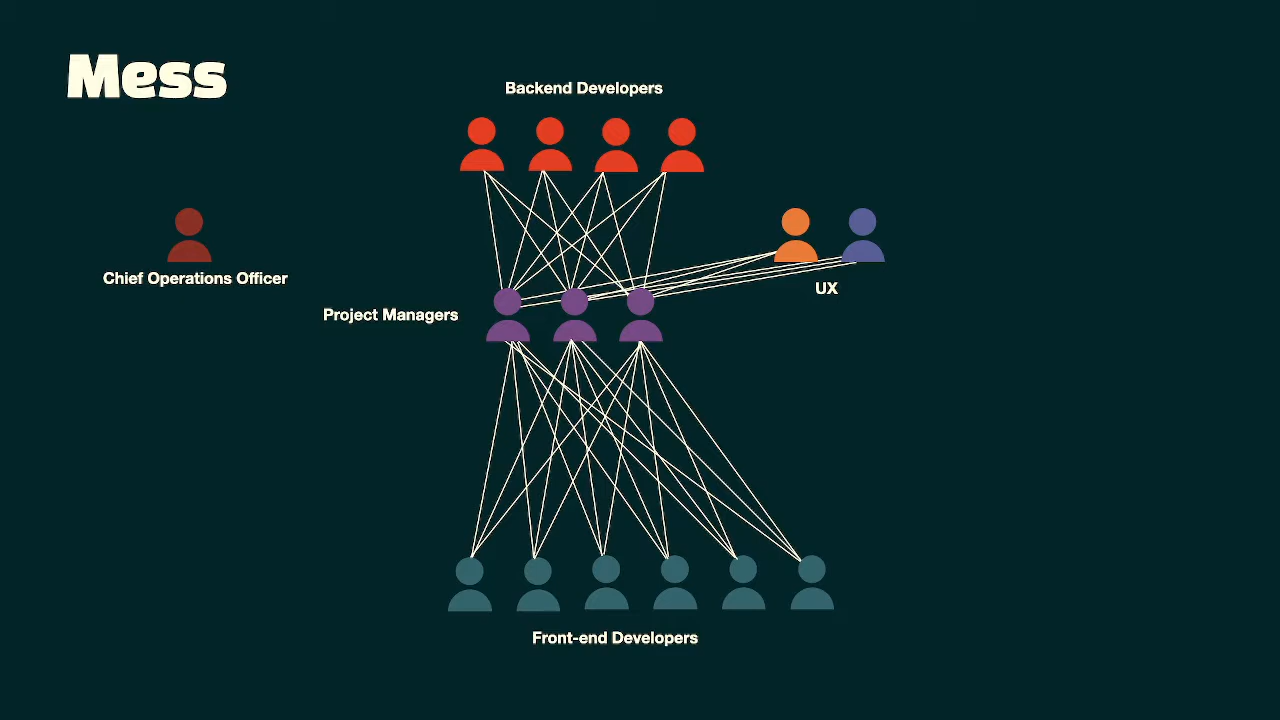 Mess
Backend Developers
Chief Operations Officer
UX
Project Managers
Front-end Developers